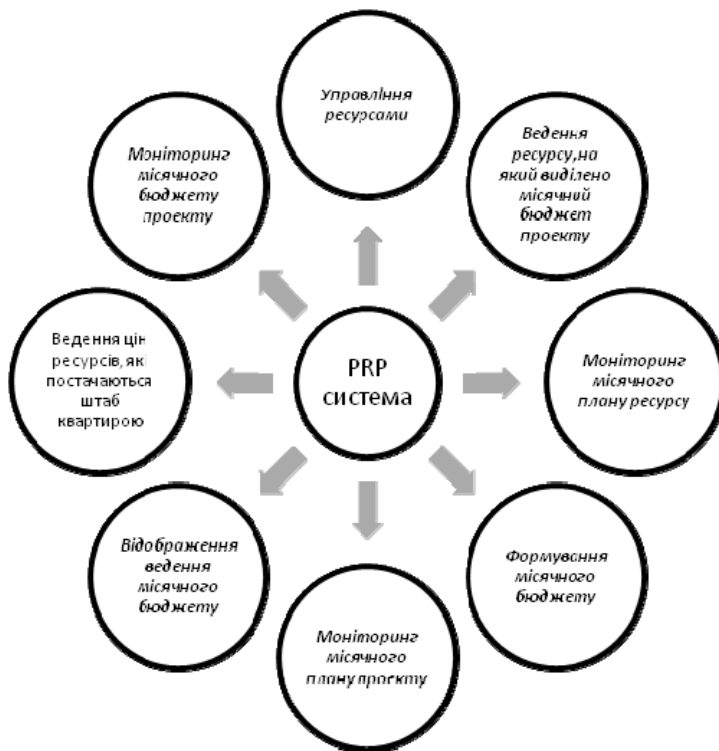 Управління
ресурсами
Ведення
ресурсу,на
який виділено
місячний
бюджет
проекту
Моніторинг
місячного
плану ресурсу
Формування
місячного
бюджету
Моніторинг
місячного
плану проєкту
Відображення
ведення
місячного
бюджету
Ведення цін
ресурсів, які
постачаються
штаб
квартирою
Моніторинг
місячного
бюджету
проекту
PRP
система